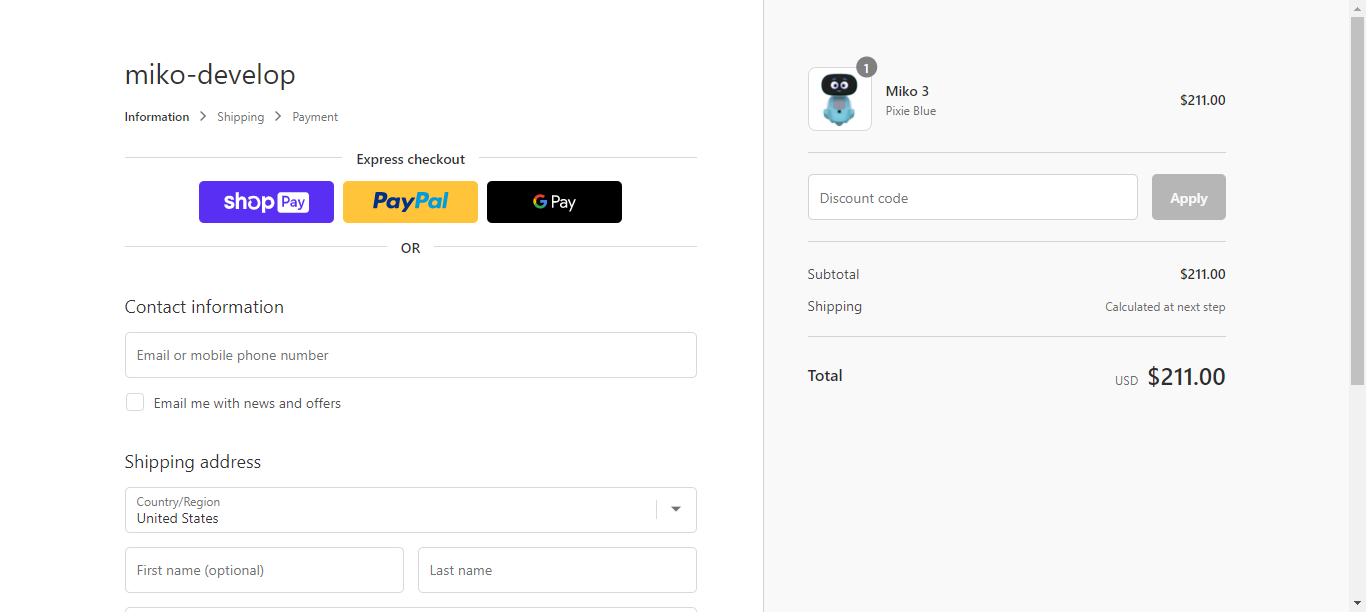 miko-develop
Information > Shipping > Payment
Express checkout
shop Pay
PayPal
G Pay
OR
Contact information
Email or mobile phone number
Email me with news and offers
Shipping address
Country/Region
United States
First name (optional)
Last name
1
Miko 3
Pixie Blue
$211.00
Discount code
Apply
Subtotal $211.00
Shipping Calculated at next step
Total USD $211.00